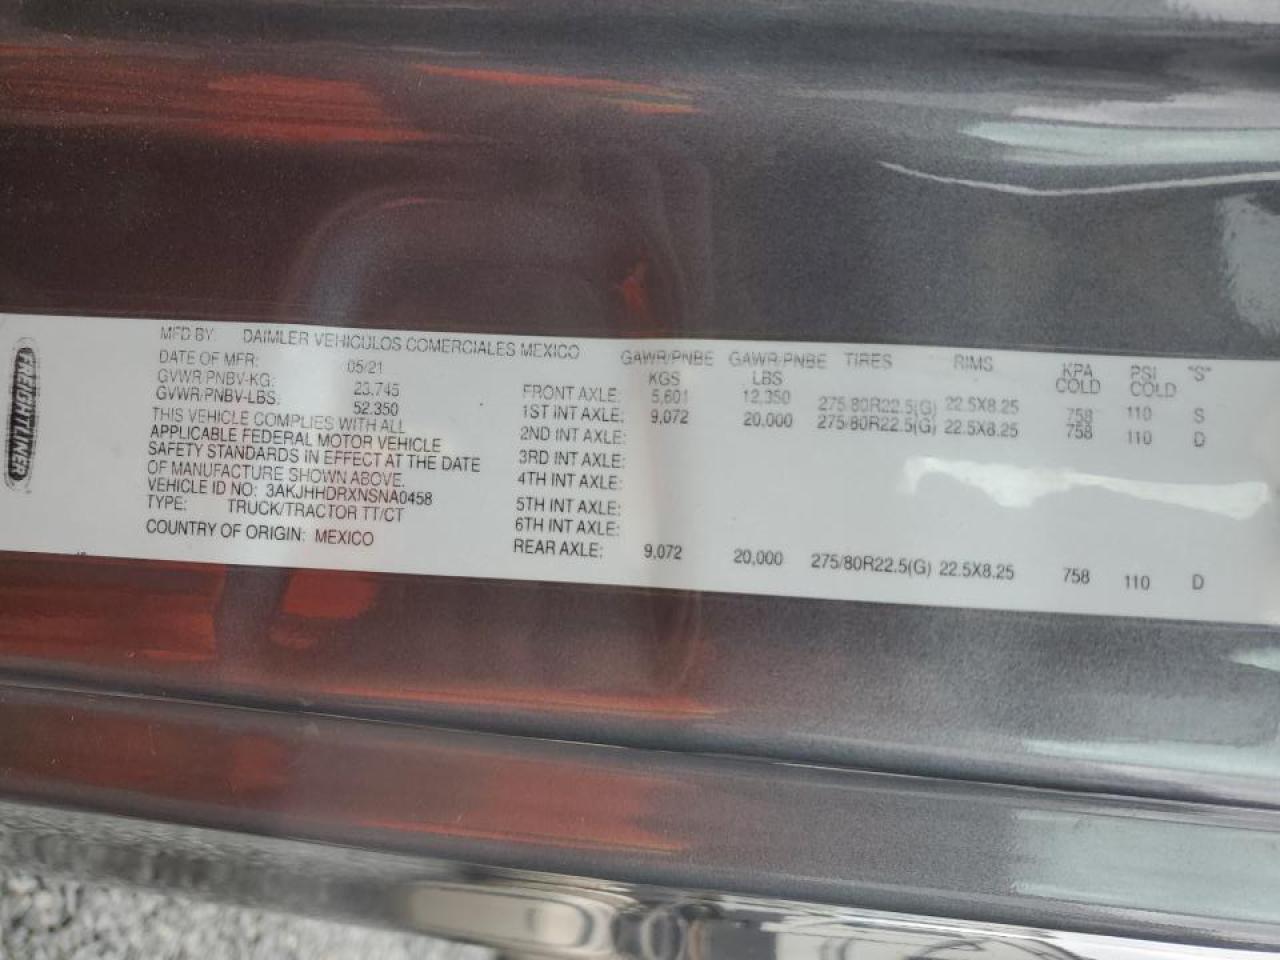 FREIGHTLINER
MFD BY: DAIMLER VEHICULOS COMERCIALES MEXICO
DATE OF MFR: 05/21
GVWR/PNBV-KG: 23,745
GVWR/PNBV-LBS: 52,350
THIS VEHICLE COMPLIES WITH ALL
APPLICABLE FEDERAL MOTOR VEHICLE
SAFETY STANDARDS IN EFFECT AT THE DATE
OF MANUFACTURE SHOWN ABOVE.
VEHICLE ID NO: 3AKJHHDRXNSNA0458
TYPE: TRUCK/TRACTOR TT/CT
COUNTRY OF ORIGIN: MEXICO
GAWR/PNBE GAWR/PNBE TIRES RIMS KPA PSI "S"
KGS LBS COLD COLD
FRONT AXLE: 5,601 12,350 275/80R22.5(G) 22.5X8.25 758 110 S
1ST INT AXLE: 9,072 20,000 275/80R22.5(G) 22.5X8.25 758 110 D
2ND INT AXLE:
3RD INT AXLE:
4TH INT AXLE:
5TH INT AXLE:
6TH INT AXLE:
REAR AXLE: 9,072 20,000 275/80R22.5(G) 22.5X8.25 758 110 D